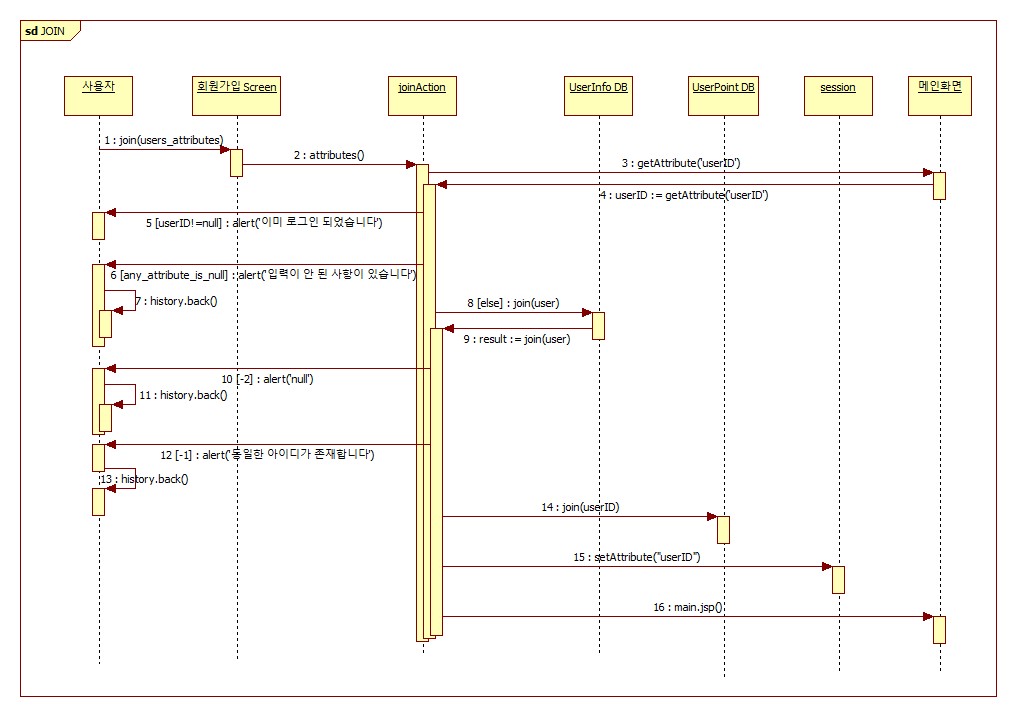 sd JOIN
사용자
회원가입 Screen
joinAction
UserInfo DB
UserPoint DB
session
메인화면
1 : join(users_attributes)
2 : attributes()
3 : getAttribute('userID')
4 : userID := getAttribute('userID')
5 [userID!=null] : alert('이미 로그인 되었습니다')
6 [any_attribute_is_null] : alert('입력이 안 된 사항이 있습니다')
7 : history.back()
8 [else] : join(user)
9 : result := join(user)
10 [-2] : alert('null')
11 : history.back()
12 [-1] : alert('동일한 아이디가 존재합니다')
13 : history.back()
14 : join(userID)
15 : setAttribute("userID")
16 : main.jsp()